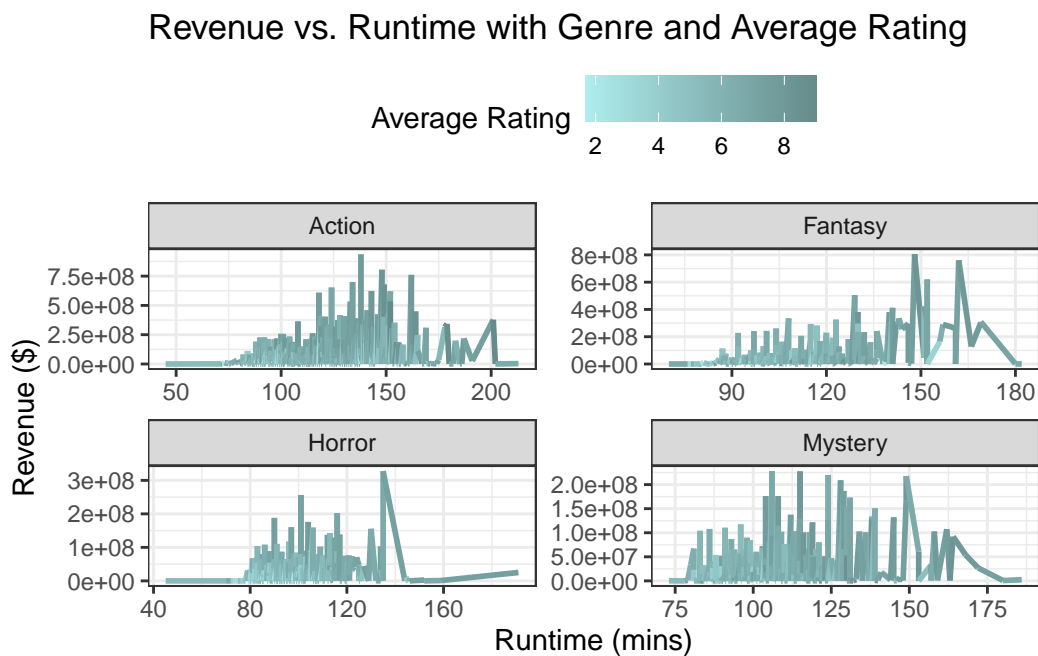 Revenue vs. Runtime with Genre and Average Rating
Average Rating
2 4 6 8
Action
Fantasy
7.5e+08
5.0e+08
2.5e+08
0.0e+00
50 100 150 200
8e+08
6e+08
4e+08
2e+08
0e+00
90 120 150 180
Revenue ($)
Horror
Mystery
3e+08
2e+08
1e+08
0e+00
40 80 120 160
2.0e+08
1.5e+08
1.0e+08
5.0e+07
0.0e+00
75 100 125 150 175
Runtime (mins)